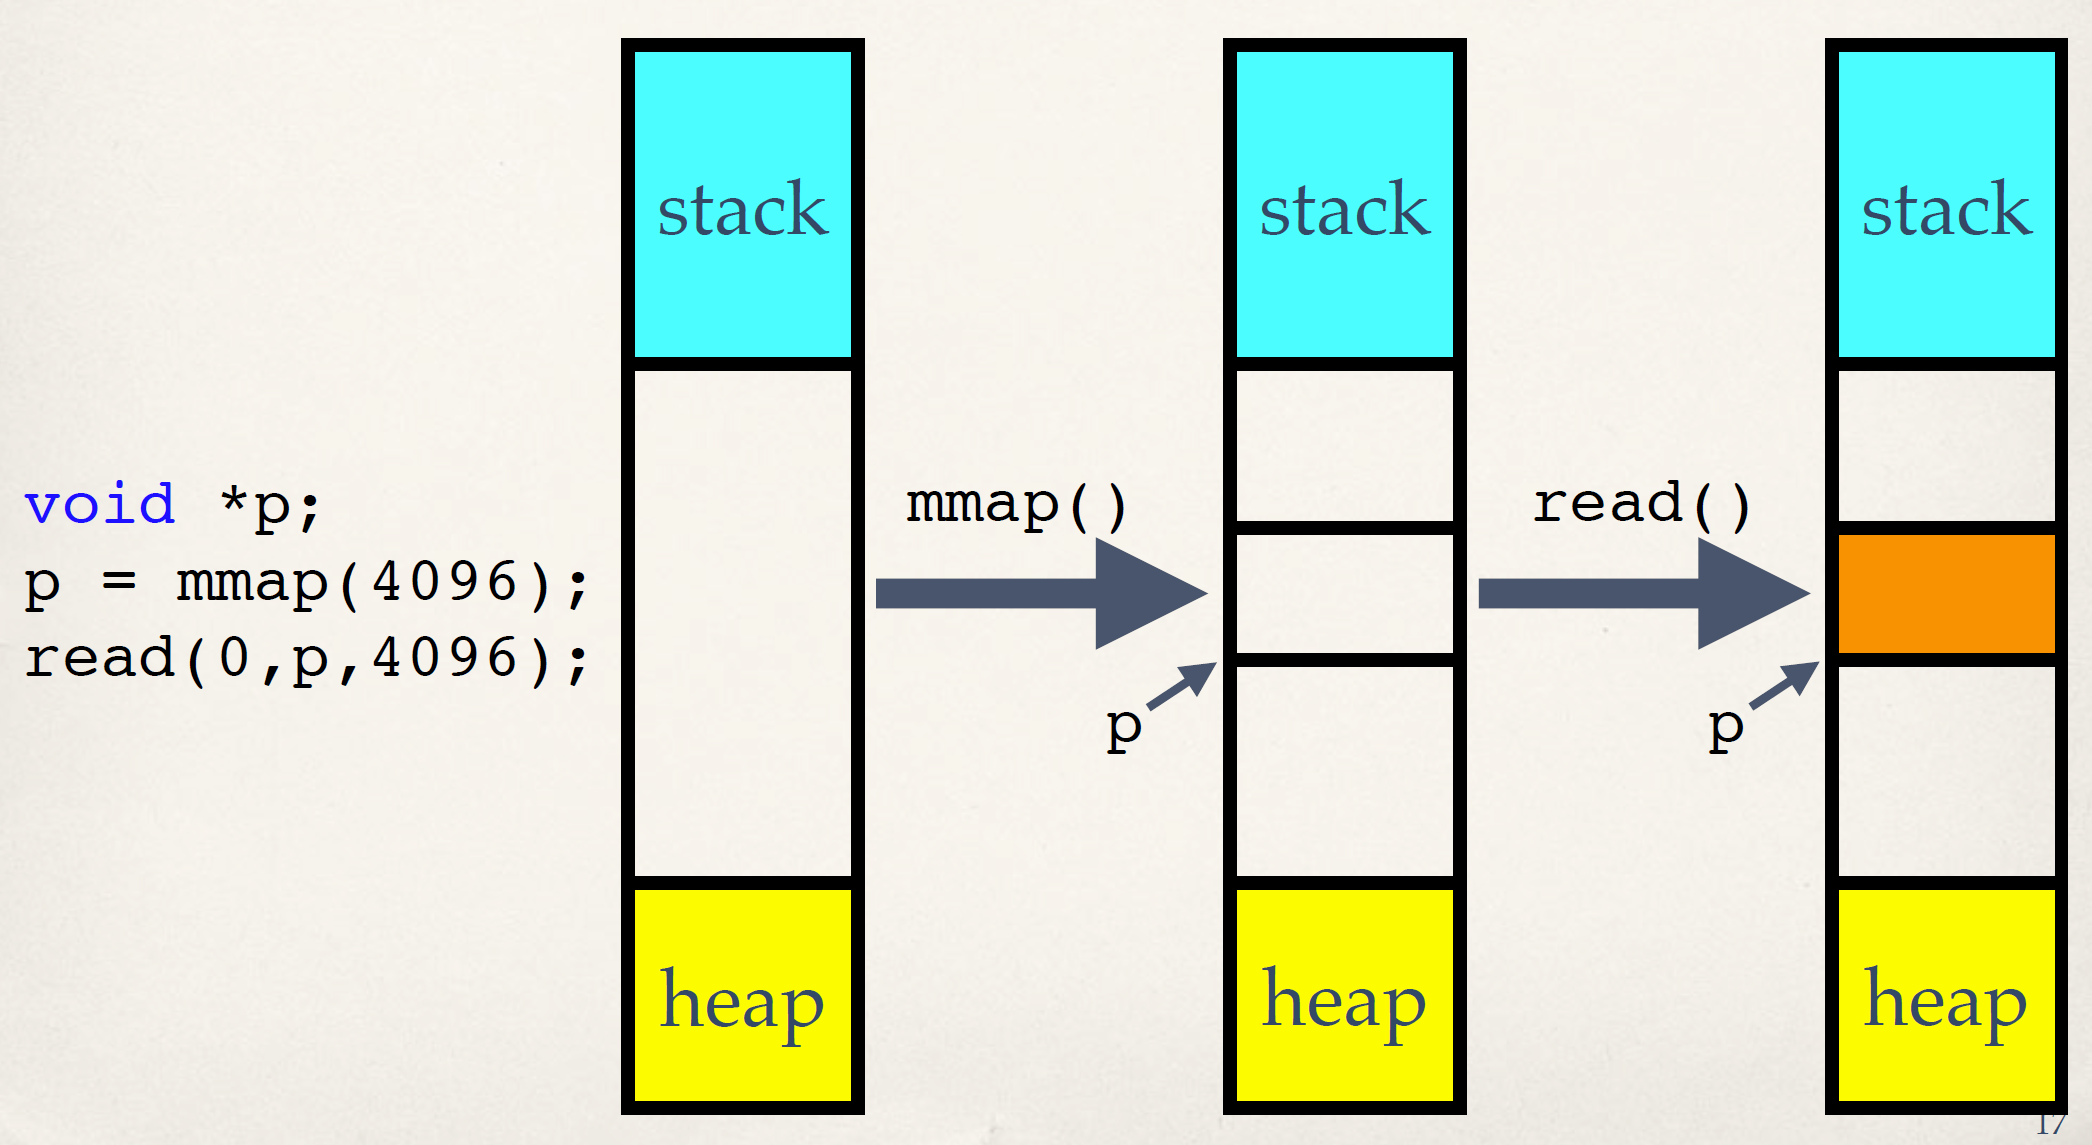 stack
stack
stack
void *p;
p = mmap(4096);
read(0,p,4096);
mmap()
read()
p
p
heap
heap
heap
17